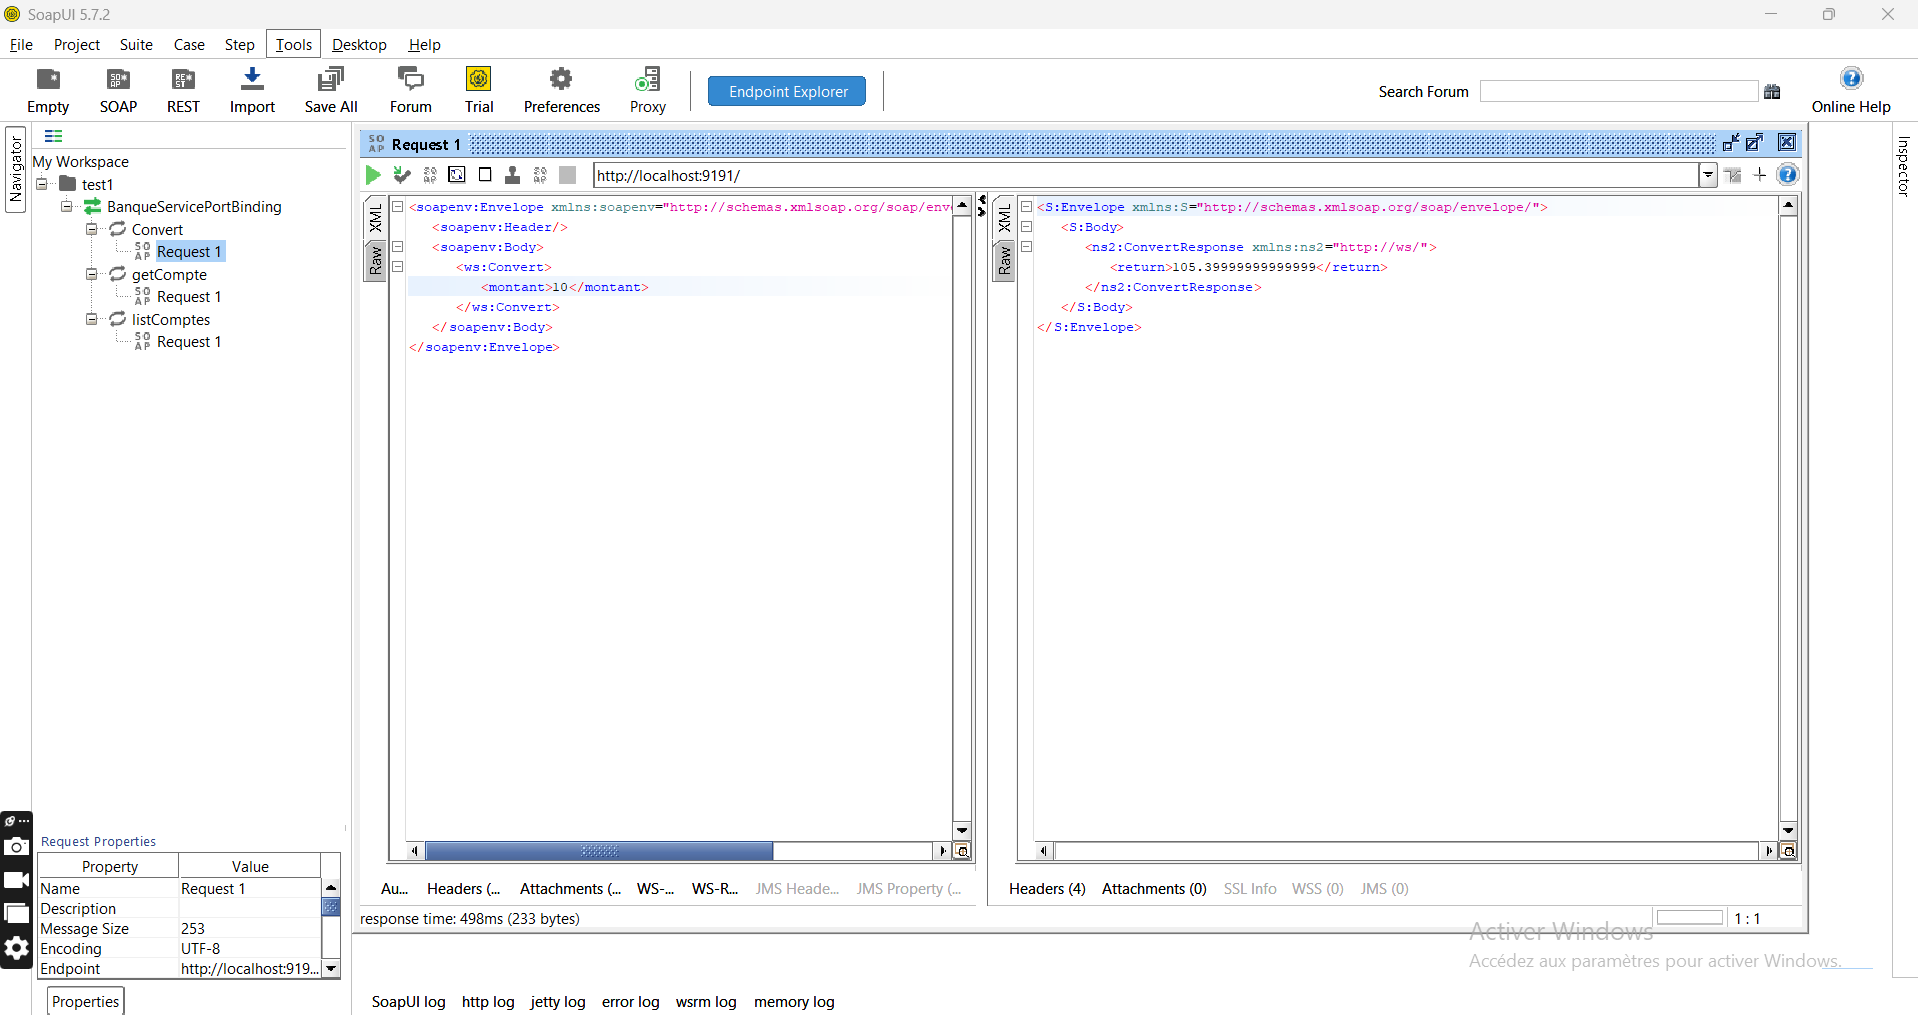 SoapUI 5.7.2
File Project Suite Case Step Tools Desktop Help
Empty SOAP REST Import Save All Forum Trial Preferences Proxy Endpoint Explorer Search Forum Online Help
Navigator
My Workspace
test1
BanqueServicePortBinding
Convert
Request 1
getCompte
Request 1
listComptes
Request 1
Request 1
http://localhost:9191/
XML
Raw
<soapenv:Envelope xmlns:soapenv="http://schemas.xmlsoap.org/soap/env
<soapenv:Header/>
<soapenv:Body>
<ws:Convert>
<montant>10</montant>
</ws:Convert>
</soapenv:Body>
</soapenv:Envelope>
XML
Raw
<S:Envelope xmlns:S="http://schemas.xmlsoap.org/soap/envelope/">
<S:Body>
<ns2:ConvertResponse xmlns:ns2="http://ws/">
<return>105.39999999999999</return>
</ns2:ConvertResponse>
</S:Body>
</S:Envelope>
Inspector
Au... Headers (... Attachments (... WS-... WS-R... JMS Heade... JMS Property (...
Headers (4) Attachments (0) SSL Info WSS (0) JMS (0)
response time: 498ms (233 bytes)
1 : 1
Request Properties
Property Value
Name Request 1
Description
Message Size 253
Encoding UTF-8
Endpoint http://localhost:919...
Properties
Activer Windows
Accédez aux paramètres pour activer Windows.
SoapUI log http log jetty log error log wsrm log memory log